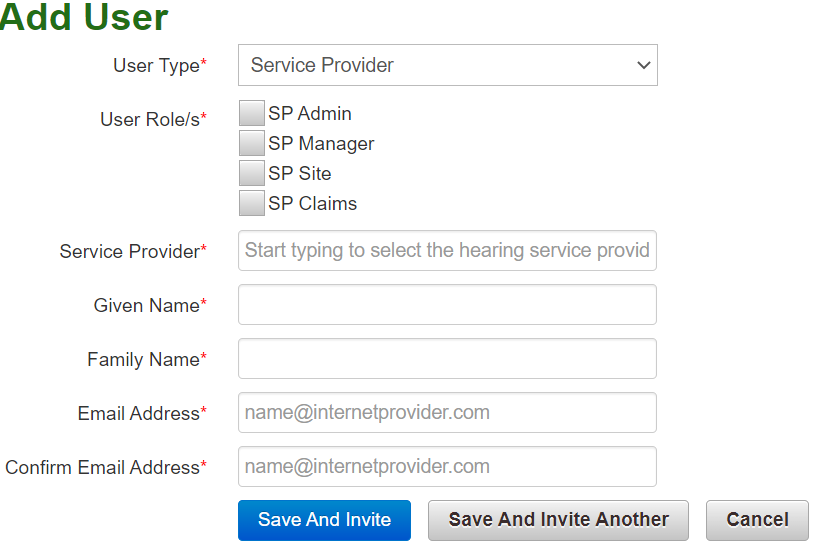 Add User
User Type* Service Provider
User Role/s* SP Admin
SP Manager
SP Site
SP Claims
Service Provider* Start typing to select the hearing service provid
Given Name*
Family Name*
Email Address* name@internetprovider.com
Confirm Email Address* name@internetprovider.com
Save And Invite Save And Invite Another Cancel